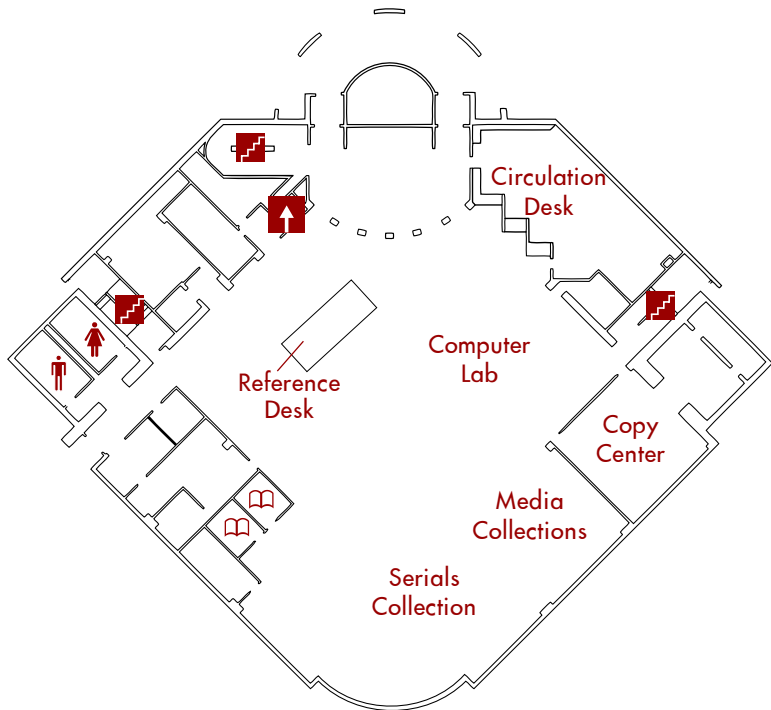 Circulation
Desk
Computer
Lab
Reference
Desk
Copy
Center
Media
Collections
Serials
Collection